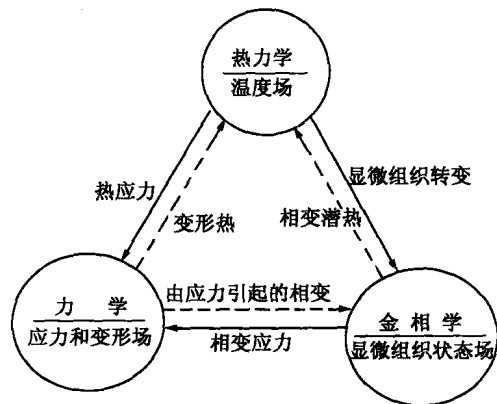 热力学
温度场
热应力
变形热
相变潜热
显微组织转变
力 学
应力和变形场
由应力引起的相变
相变应力
金 相 学
显微组织状态场